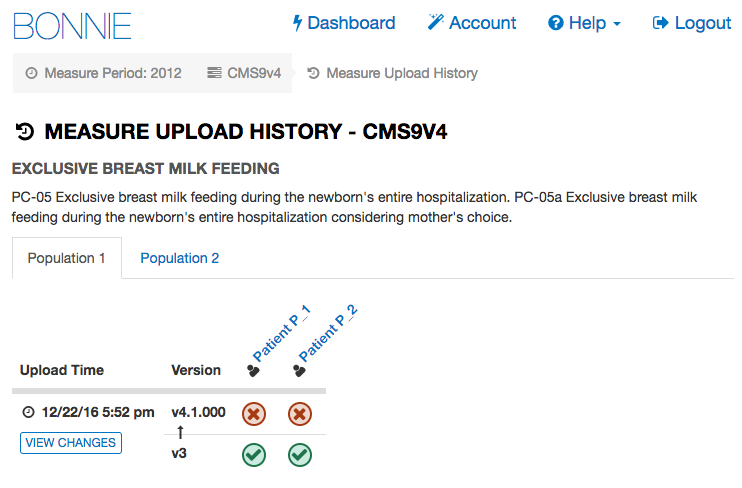 BONNIE
Dashboard Account Help Logout
Measure Period: 2012 CMS9v4 Measure Upload History
MEASURE UPLOAD HISTORY - CMS9V4
EXCLUSIVE BREAST MILK FEEDING
PC-05 Exclusive breast milk feeding during the newborn's entire hospitalization. PC-05a Exclusive breast milk
feeding during the newborn's entire hospitalization considering mother's choice.
Population 1 Population 2
Patient P_1
Patient P_2
Upload Time Version
12/22/16 5:52 pm v4.1.000
VIEW CHANGES
v3